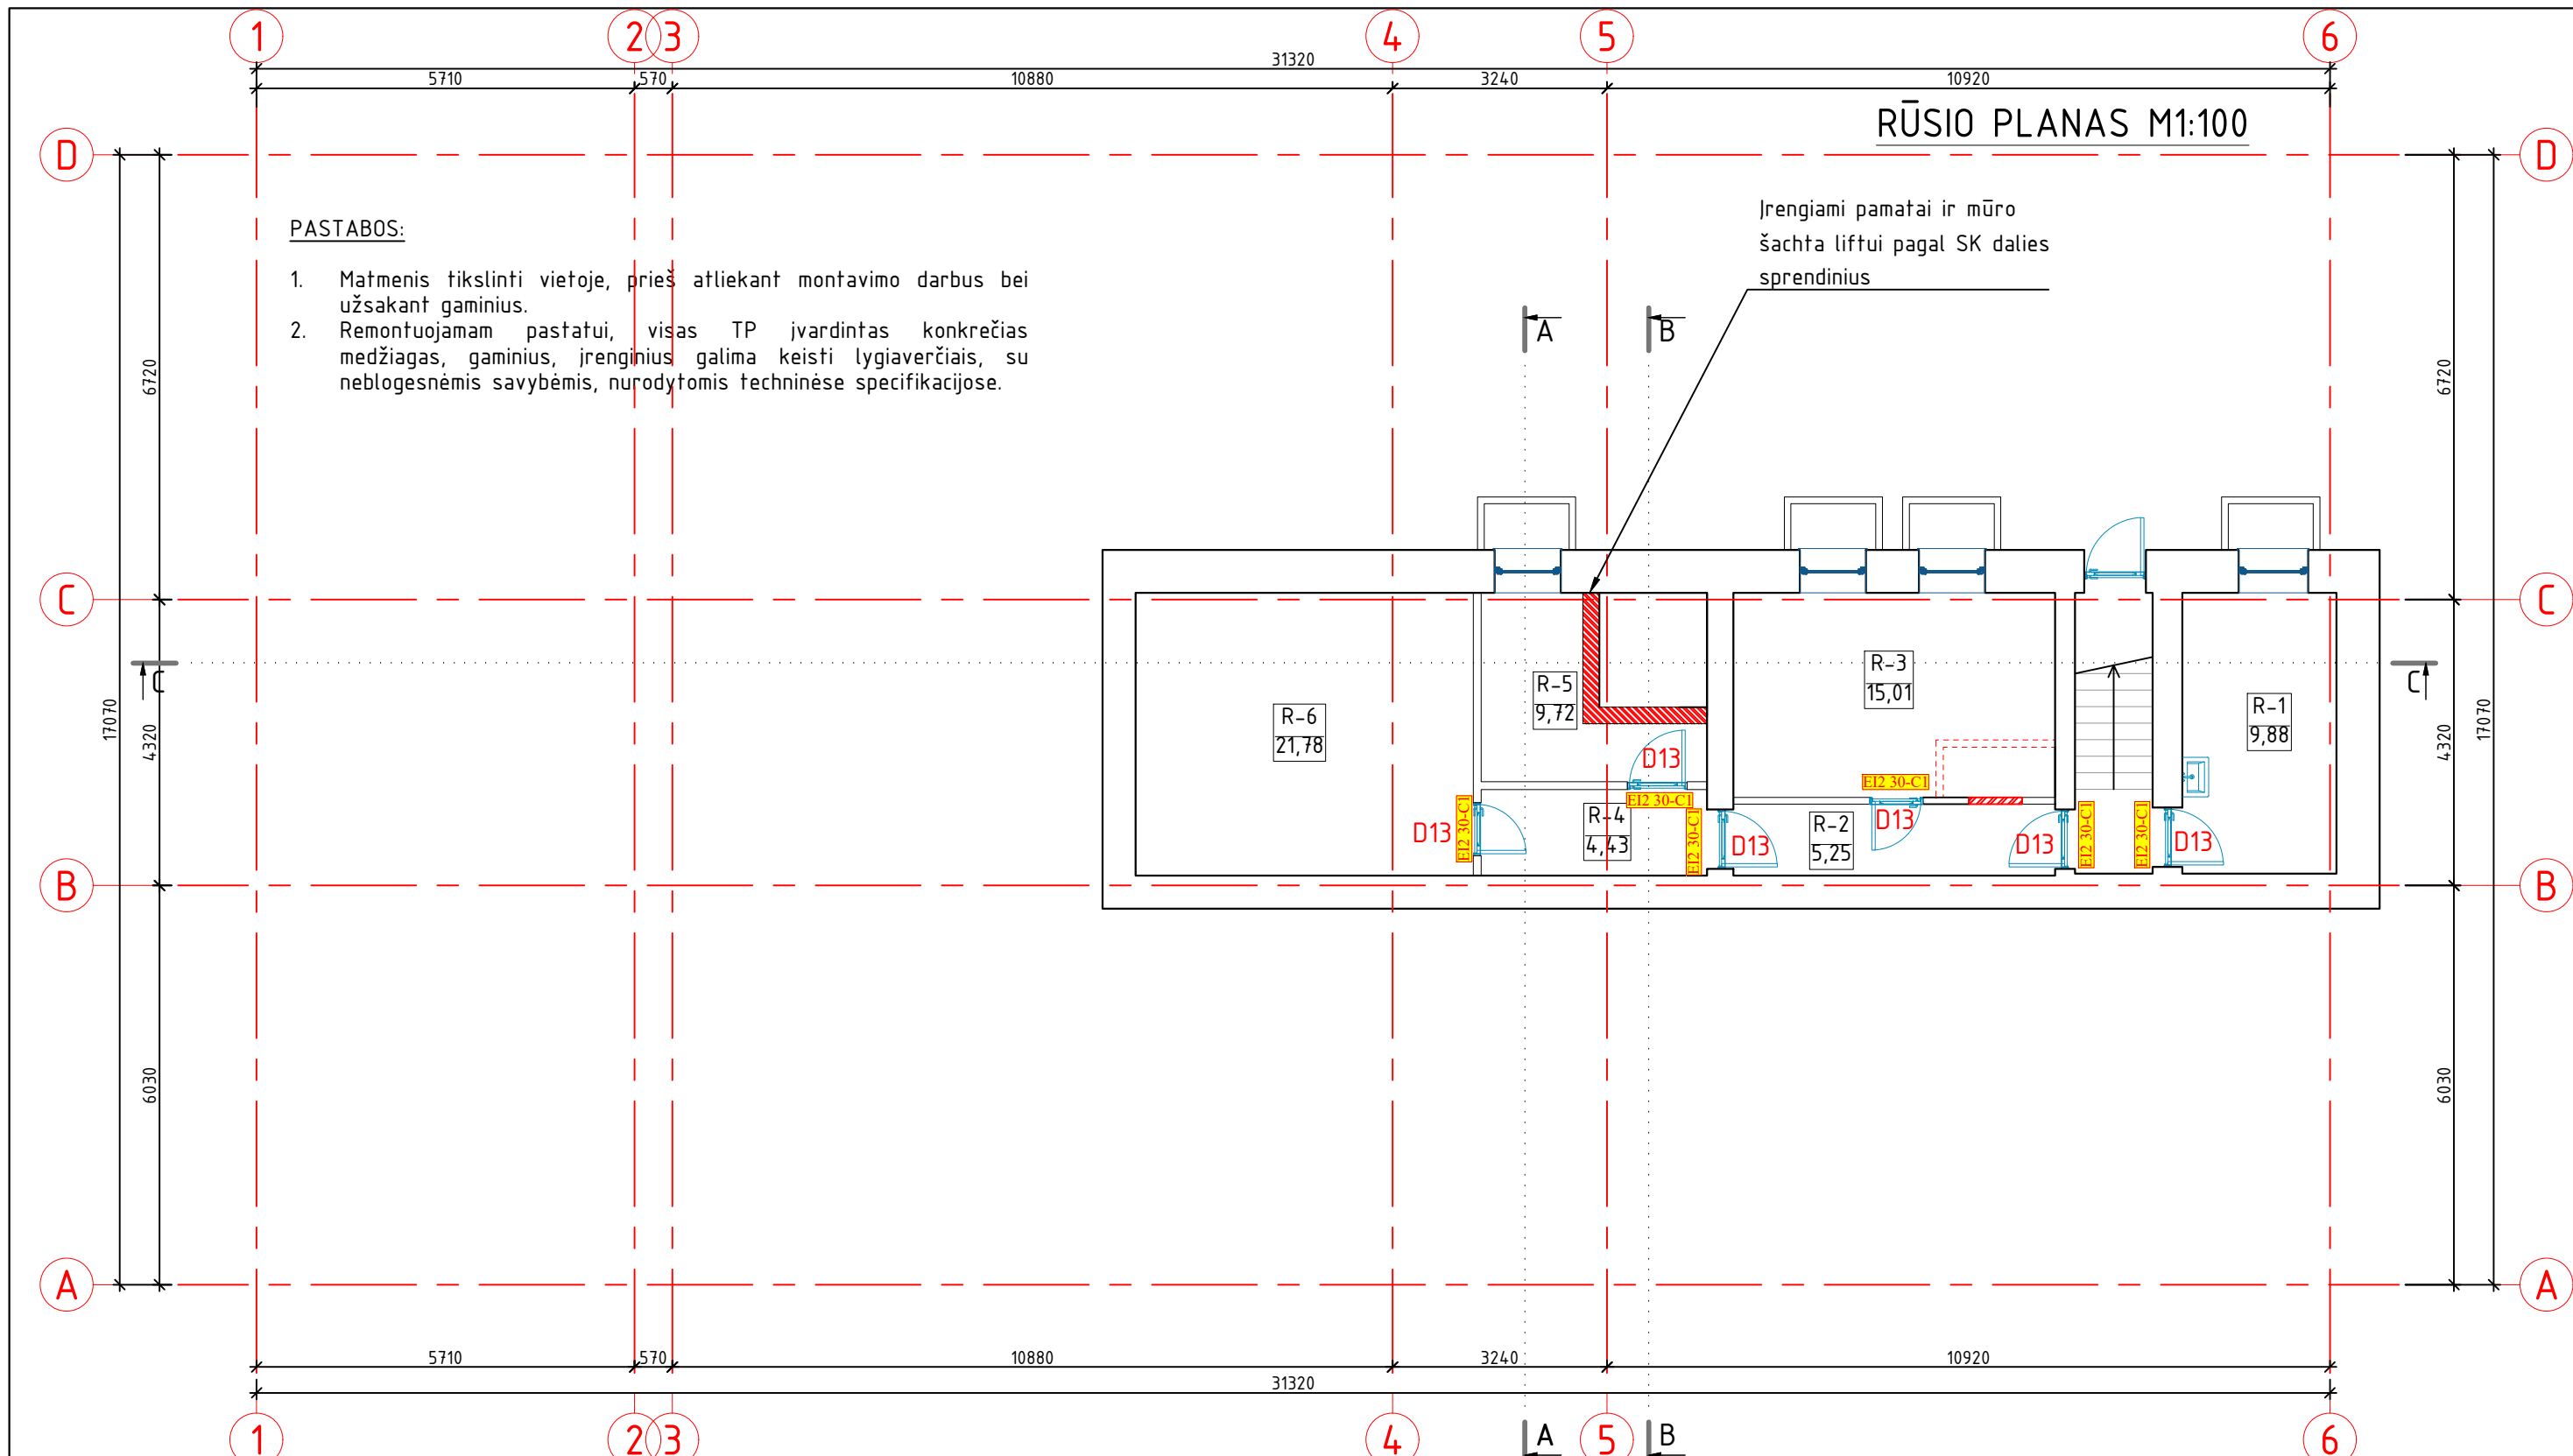 1 2 3 4 5 6
31320
5710 570 10880 3240 10920
RŪSIO PLANAS M1:100
D D
PASTABOS:
1. Matmenis tikslinti vietoje, prieš atliekant montavimo darbus bei
užsakant gaminius.
2. Remontuojamam pastatui, visas TP įvardintas konkrečias
medžiagas, gaminius, įrenginius galima keisti lygiaverčiais, su
neblogesnėmis savybėmis, nurodytomis techninėse specifikacijose.
Įrengiami pamatai ir mūro
šachta liftui pagal SK dalies
sprendinius
A B
6720 6720
C C
C C
17070 4320 4320 17070
R-6
21,78
R-5
9,72
R-3
15,01
R-1
9,88
D13
EI2 30-C1
EI2 30-C1
D13
EI2 30-C1
R-4
4,43
EI2 30-C1
D13
R-2
5,25
D13
D13
EI2 30-C1
EI2 30-C1
D13
B B
6030 6030
A A
5710 570 10880 3240 10920
31320
1 2 3 4 A 5 B 6